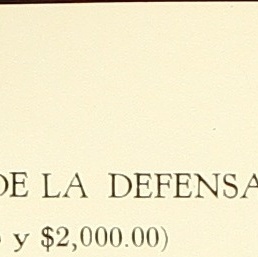 DE LA DEFENSA
y $2,000.00)